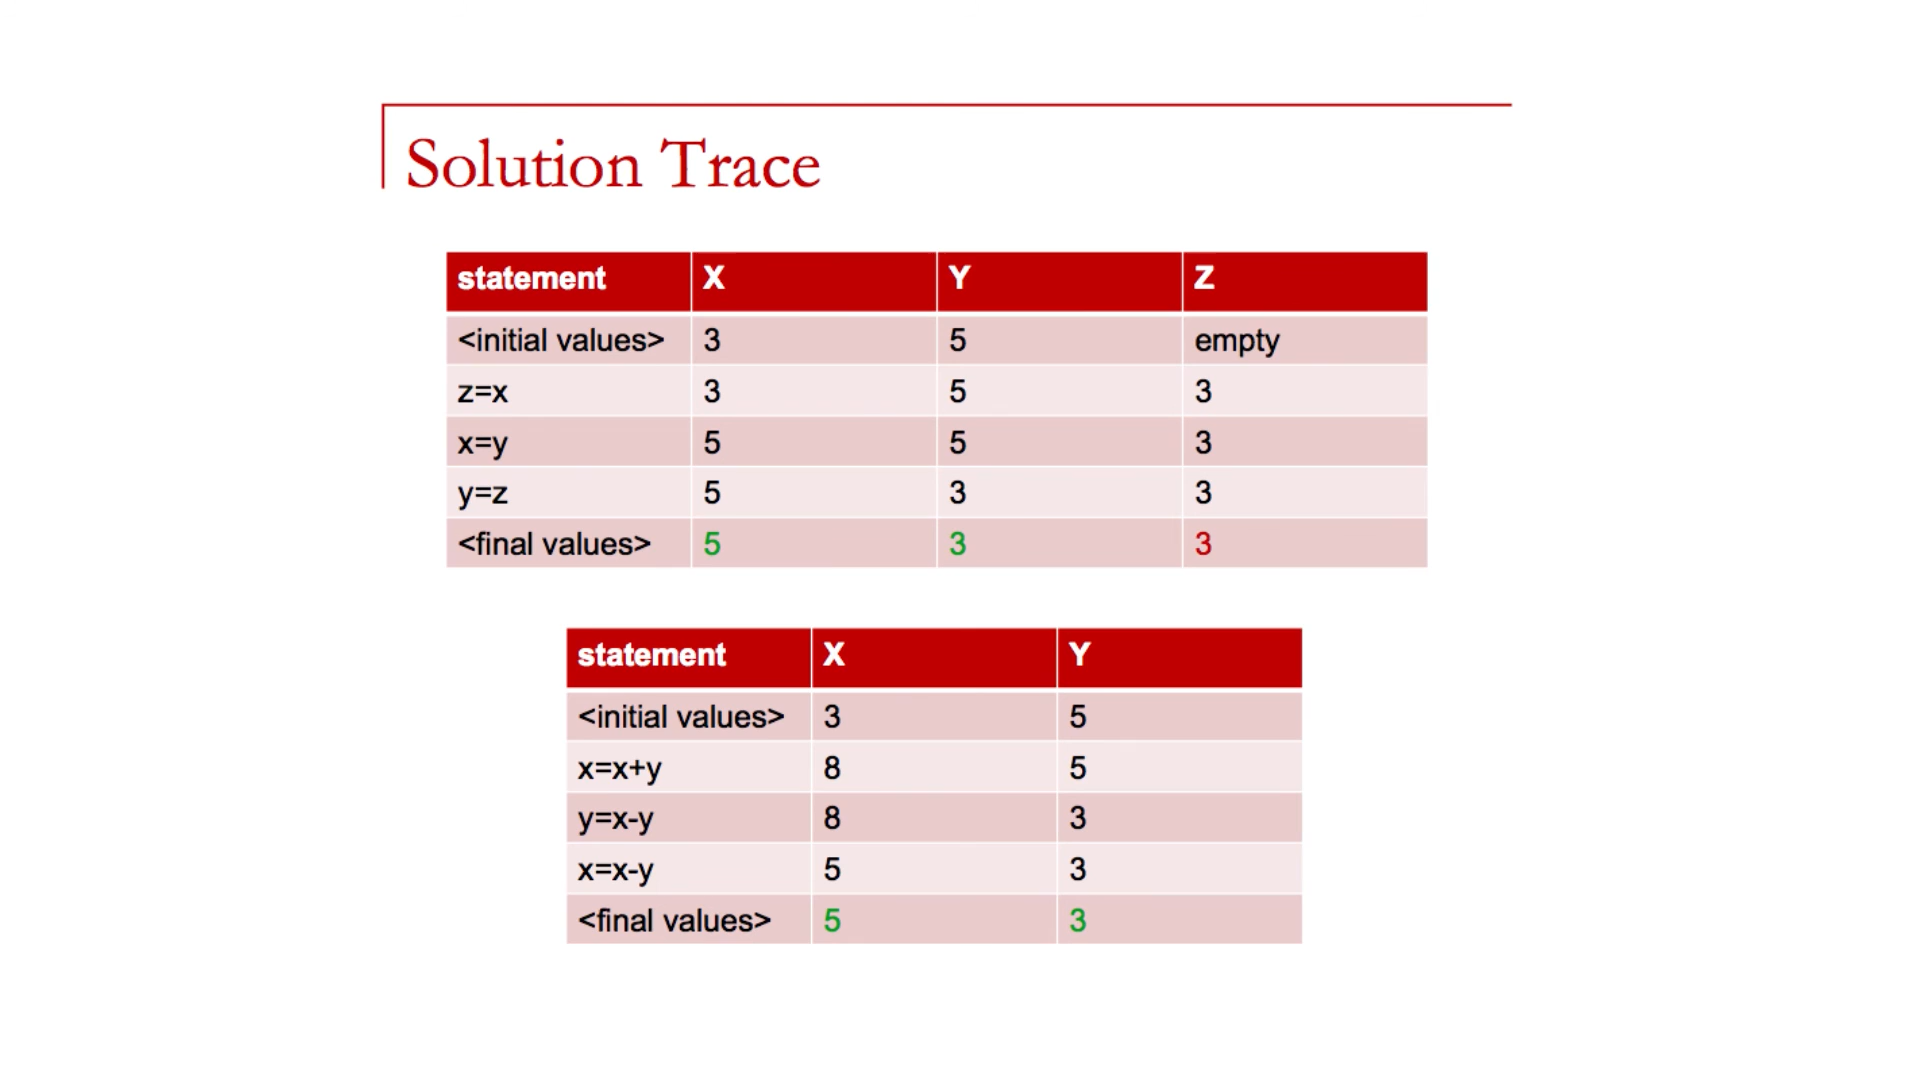 Solution Trace
statement X Y Z
<initial values> 3 5 empty
z=x 3 5 3
x=y 5 5 3
y=z 5 3 3
<final values> 5 3 3
statement X Y
<initial values> 3 5
x=x+y 8 5
y=x-y 8 3
x=x-y 5 3
<final values> 5 3